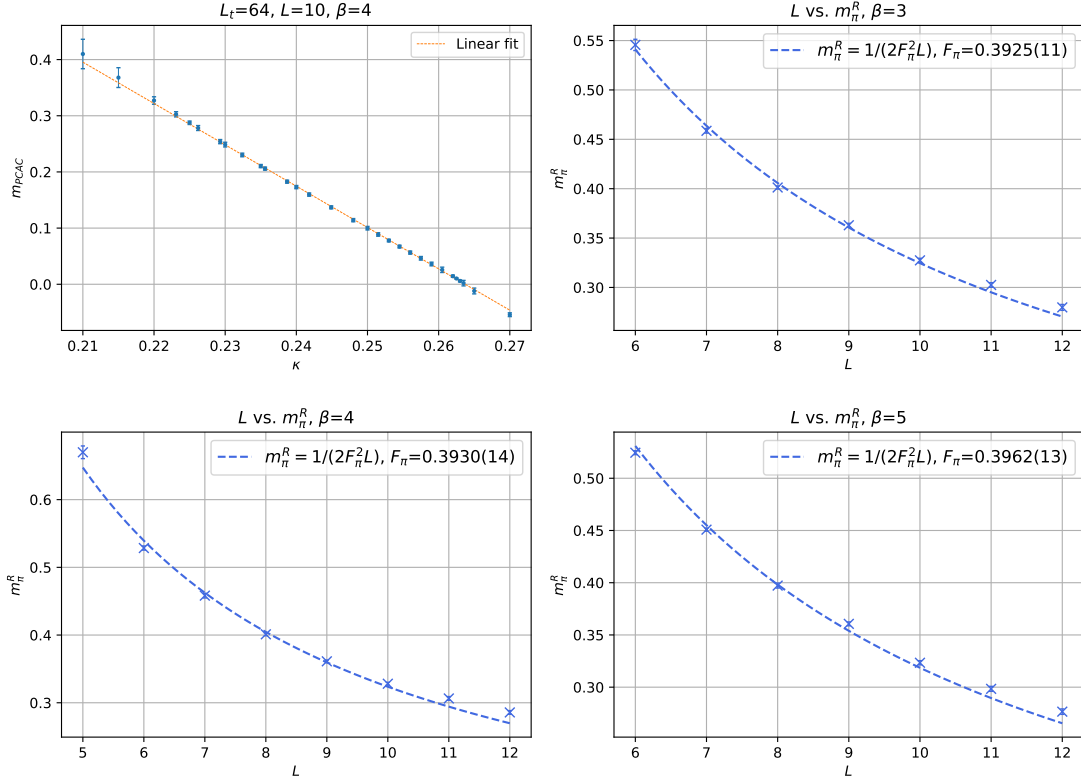 L_t=64, L=10, β=4
Linear fit
0.4
0.3
0.2
0.1
0.0
m_PCAC
0.21 0.22 0.23 0.24 0.25 0.26 0.27
κ
L vs. m_π^R, β=3
m_π^R = 1/(2F_π^2L), F_π=0.3925(11)
0.55
0.50
0.45
0.40
0.35
0.30
m_π^R
6 7 8 9 10 11 12
L
L vs. m_π^R, β=4
m_π^R = 1/(2F_π^2L), F_π=0.3930(14)
0.6
0.5
0.4
0.3
m_π^R
5 6 7 8 9 10 11 12
L
L vs. m_π^R, β=5
m_π^R = 1/(2F_π^2L), F_π=0.3962(13)
0.50
0.45
0.40
0.35
0.30
m_π^R
6 7 8 9 10 11 12
L